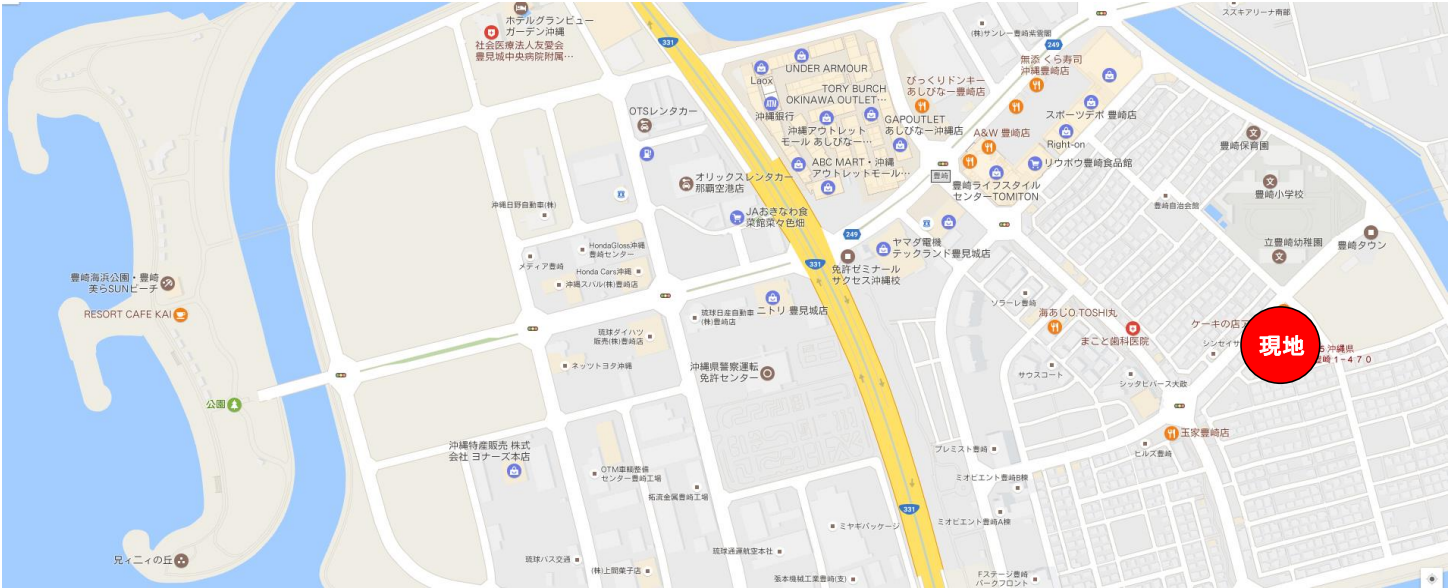 ホテルグランビュー
ガーデン沖縄
社会医療法人友愛会
豊見城中央病院附属…
331
スズキアリーナ南部
(株)サンレー豊崎紫雲閣
249
無添 くら寿司
沖縄豊崎店
UNDER ARMOUR
Laox
TORY BURCH
OKINAWA OUTLET…
びっくりドンキー
あしびなー豊崎店
ATM
沖縄銀行
OTSレンタカー
沖縄アウトレット
モール あしびなー…
GAPOUTLET
あしびなー沖縄店
スポーツデポ 豊崎店
A&W 豊崎店
Right-on
豊崎保育園
ABC MART・沖縄
アウトレットモール…
リウボウ豊崎食品館
豊崎
オリックスレンタカー
那覇空港店
豊崎ライフスタイル
センターTOMITON
豊崎小学校
沖縄日野自動車(株)
JAおきなわ食
菜館菜々色畑
豊崎自治会館
249
ヤマダ電機
テックランド豊見城店
HondaGloss沖縄
豊崎センター
メディア豊崎
立豊崎幼稚園
豊崎タウン
331
免許ゼミナール
サクセス沖縄校
Honda Cars沖縄
沖縄スバル(株)豊崎店
豊崎海浜公園・豊崎
美らSUNビーチ
RESORT CAFE KAI
ニトリ 豊見城店
琉球日産自動車
(株)豊崎店
ソラーレ豊崎
海あじO.TOSHI丸
まこと歯科医院
ケーキの店
シンセイサ
現地
5 沖縄県
崎1-470
琉球ダイハツ
販売(株)豊崎店
ネッツトヨタ沖縄
沖縄県警察運転
免許センター
サウスコート
シッタビバース大政
公園
玉家豊崎店
ヒルズ豊崎
沖縄特産販売 株式
会社 ヨナーズ本店
プレミスト豊崎
OTM車輌整備
センター豊崎工場
ミオビエント豊崎B棟
拓流金属豊崎工場
331
ミオビエント豊崎A棟
ミヤギパッケージ
兄ィ二ィの丘
琉球バス交通
琉球通運航空本社
(株)上間菓子店
張本機械工業豊崎(支)
Fステージ豊崎
パークフロント